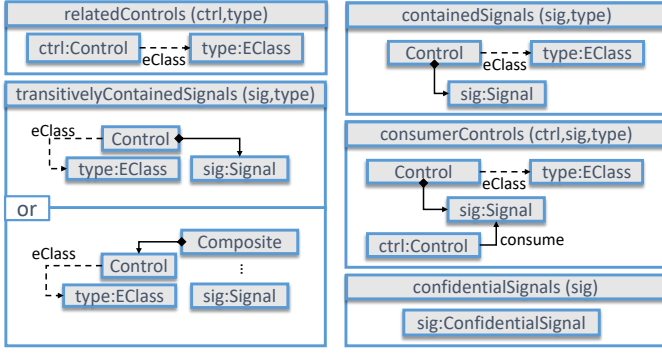 relatedControls (ctrl,type)
ctrl:Control
type:EClass
eClass
transitivelyContainedSignals (sig,type)
eClass
Control
type:EClass
sig:Signal
or
Composite
eClass
Control
type:EClass
⋮
sig:Signal
containedSignals (sig,type)
Control
type:EClass
eClass
sig:Signal
consumerControls (ctrl,sig,type)
Control
type:EClass
eClass
sig:Signal
ctrl:Control
consume
confidentialSignals (sig)
sig:ConfidentialSignal